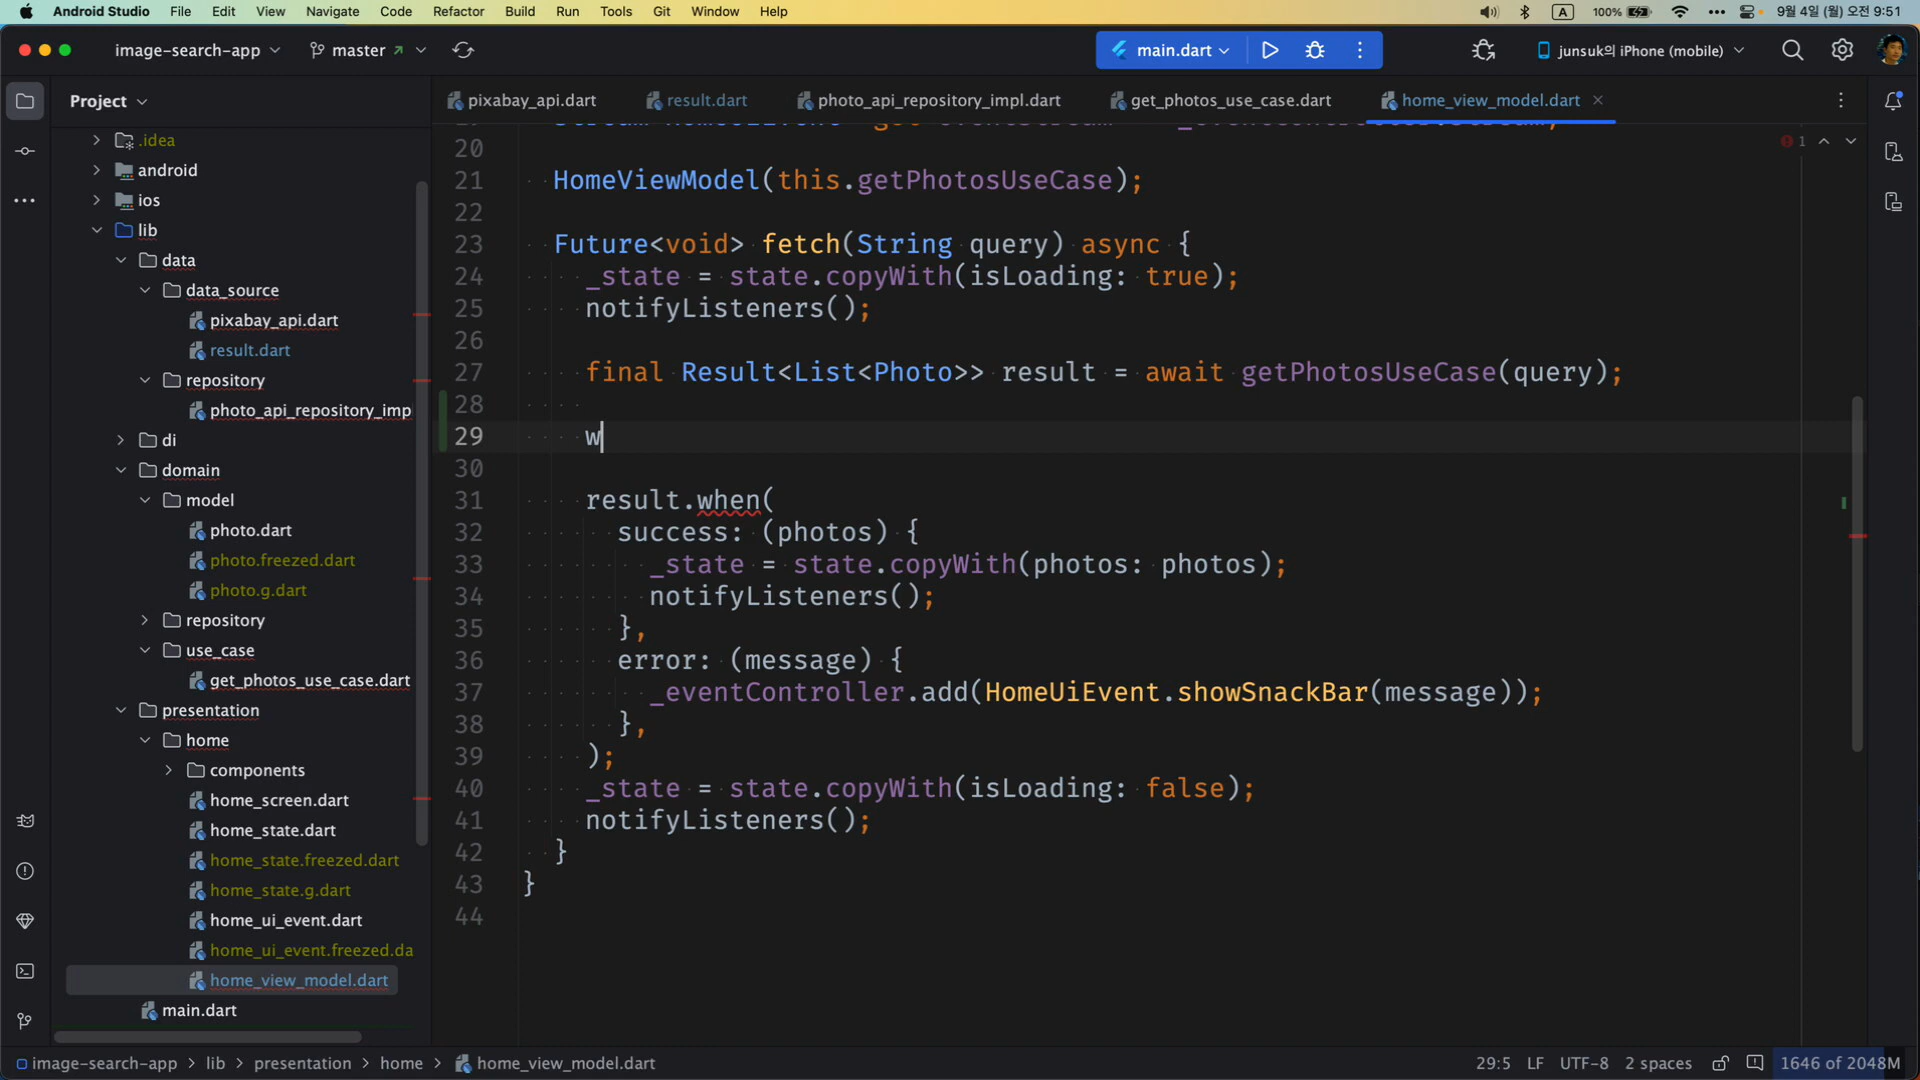 Android Studio File Edit View Navigate Code Refactor Build Run Tools Git Window Help A 100% 9월 4일 (월) 오전 9:51
image-search-app master main.dart junsuk의 iPhone (mobile)
Project
pixabay_api.dart result.dart photo_api_repository_impl.dart get_photos_use_case.dart home_view_model.dart
.idea
android
ios
lib
data
data_source
pixabay_api.dart
result.dart
repository
photo_api_repository_imp
di
domain
model
photo.dart
photo.freezed.dart
photo.g.dart
repository
use_case
get_photos_use_case.dart
presentation
home
components
home_screen.dart
home_state.dart
home_state.freezed.dart
home_state.g.dart
home_ui_event.dart
home_ui_event.freezed.da
home_view_model.dart
main.dart
1
20
21 HomeViewModel(this.getPhotosUseCase);
22
23 Future<void> fetch(String query) async {
24 _state = state.copyWith(isLoading: true);
25 notifyListeners();
26
27 final Result<List<Photo>> result = await getPhotosUseCase(query);
28
29 w
30
31 result.when(
32 success: (photos) {
33 _state = state.copyWith(photos: photos);
34 notifyListeners();
35 },
36 error: (message) {
37 _eventController.add(HomeUiEvent.showSnackBar(message));
38 },
39 );
40 _state = state.copyWith(isLoading: false);
41 notifyListeners();
42 }
43 }
44
image-search-app > lib > presentation > home > home_view_model.dart 29:5 LF UTF-8 2 spaces 1646 of 2048M